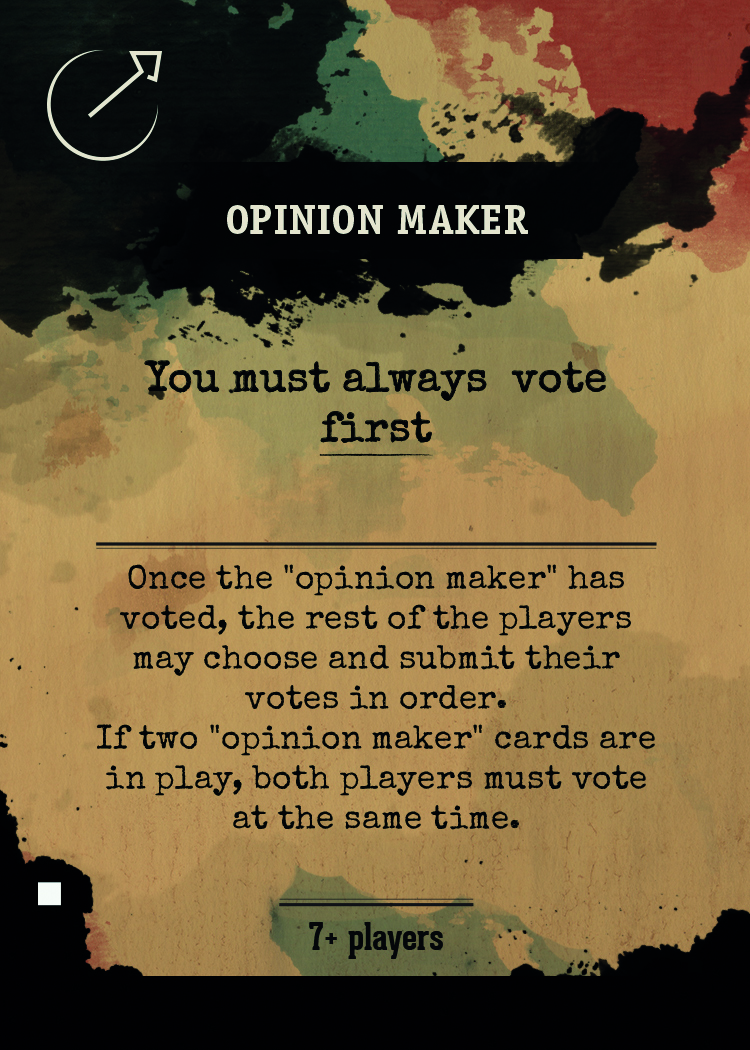 OPINION MAKER
You must always vote
first
Once the "opinion maker" has
voted, the rest of the players
may choose and submit their
votes in order.
If two "opinion maker" cards are
in play, both players must vote
at the same time.
7+ players